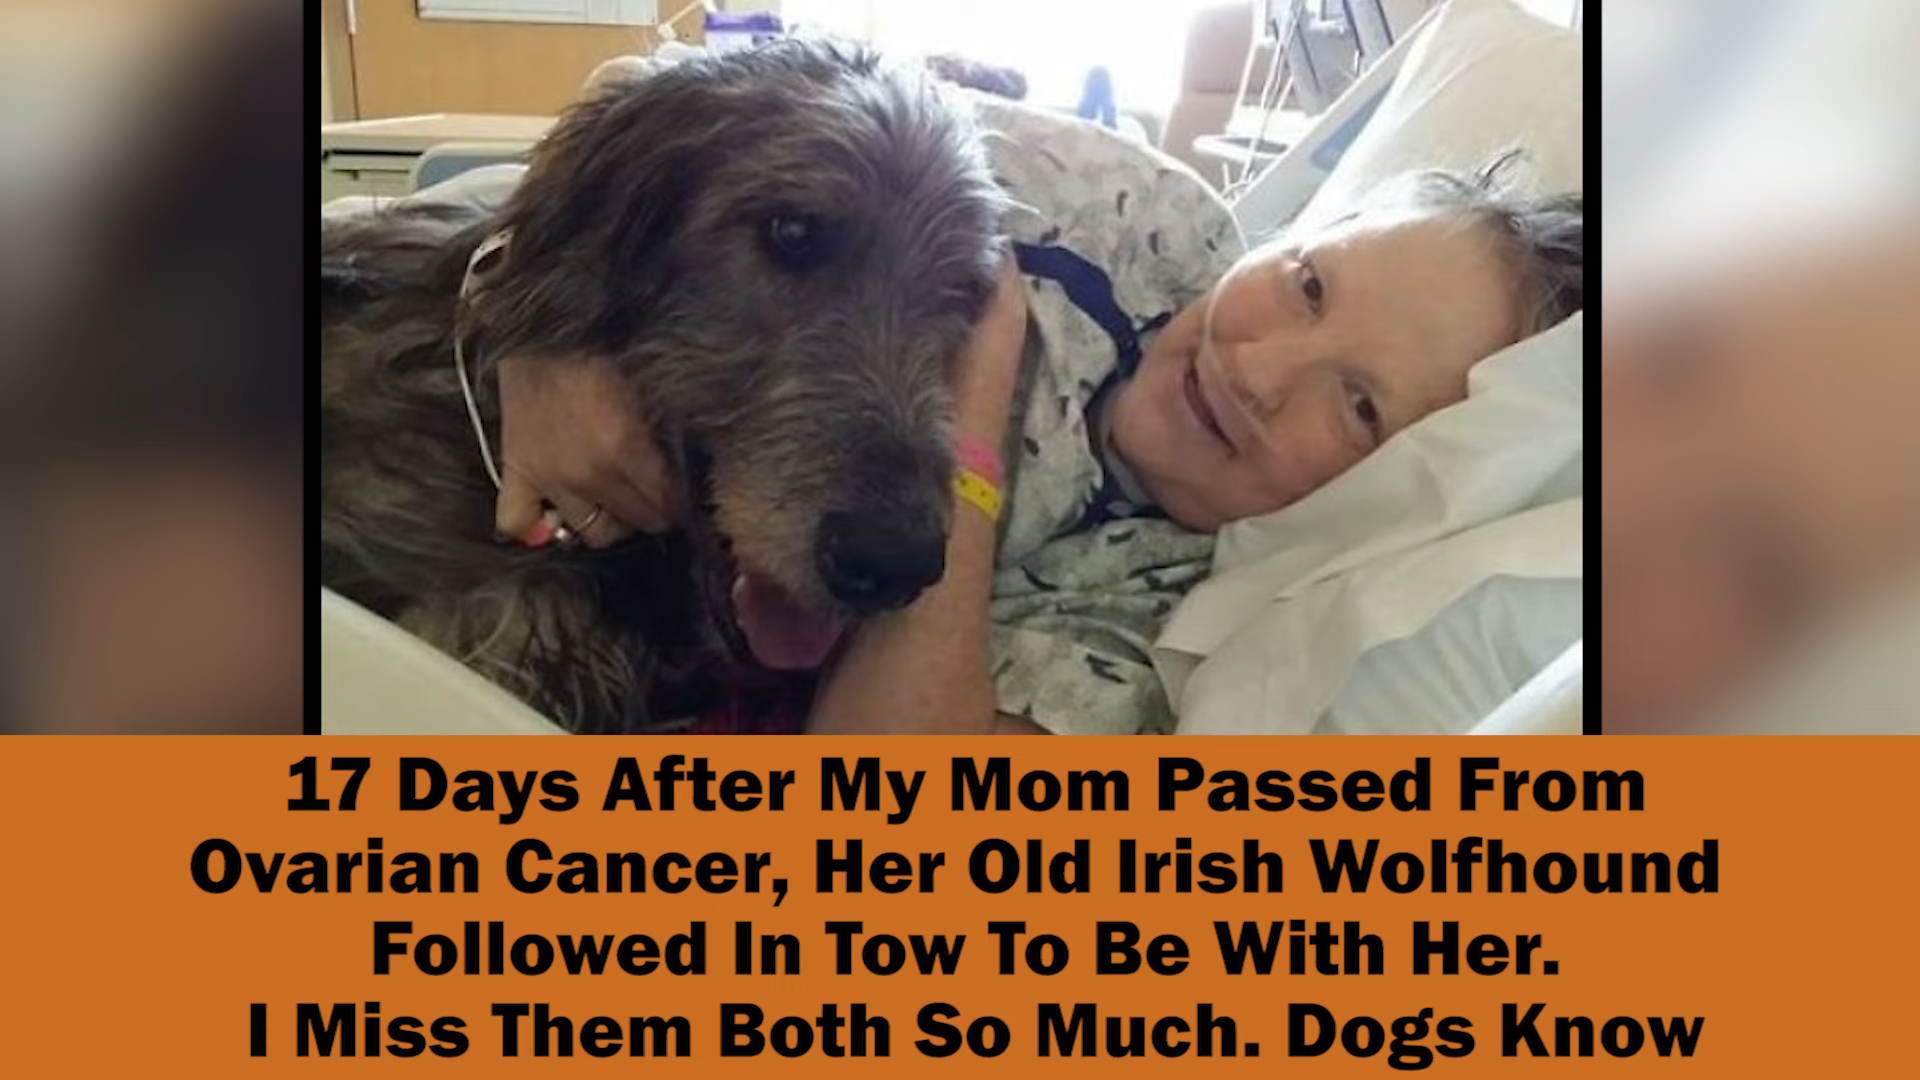 17 Days After My Mom Passed From
Ovarian Cancer, Her Old Irish Wolfhound
Followed In Tow To Be With Her.
I Miss Them Both So Much. Dogs Know